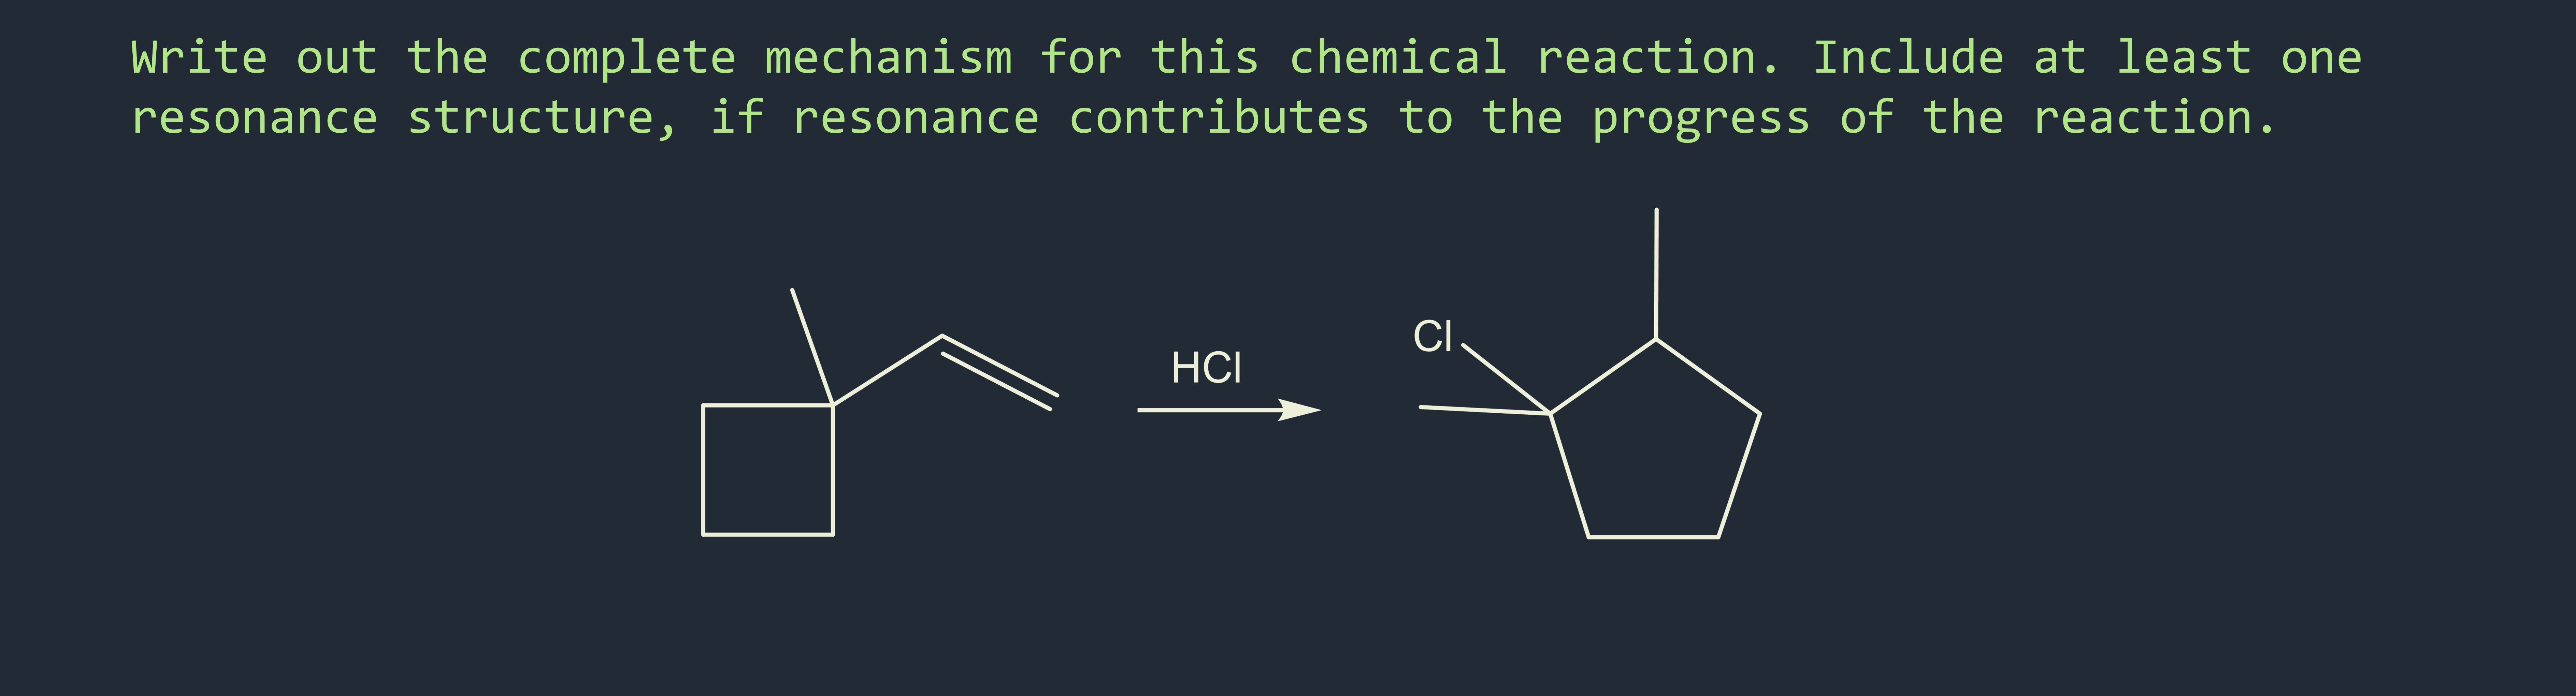 Write out the complete mechanism for this chemical reaction. Include at least one
resonance structure, if resonance contributes to the progress of the reaction.
HCl
Cl